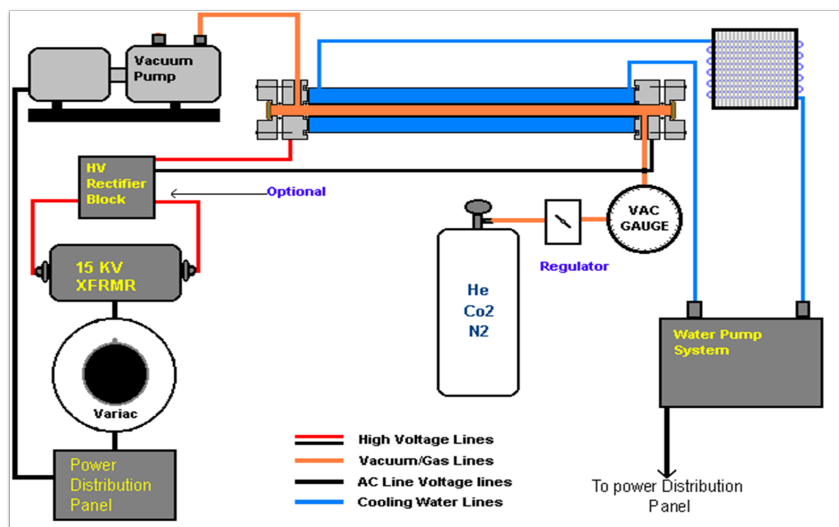 Vacuum
Pump
HV
Rectifier
Block
Optional
15 KV
XFRMR
Variac
Power
Distribution
Panel
He
Co2
N2
Regulator
VAC
GAUGE
Water Pump
System
To power Distribution
Panel
High Voltage Lines
Vacuum/Gas Lines
AC Line Voltage lines
Cooling Water Lines